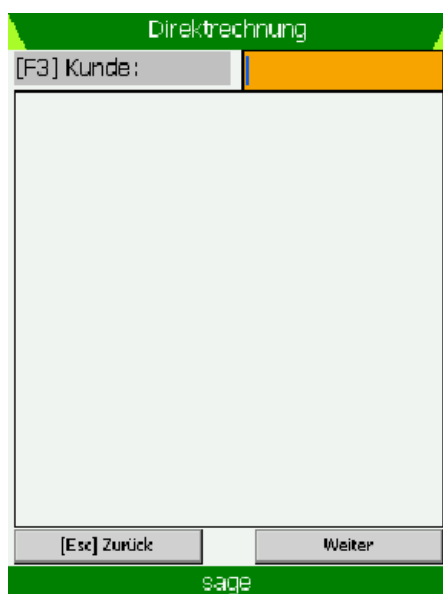 Direktrechnung
[F3] Kunde:
[Esc] Zurück
Weiter
sage